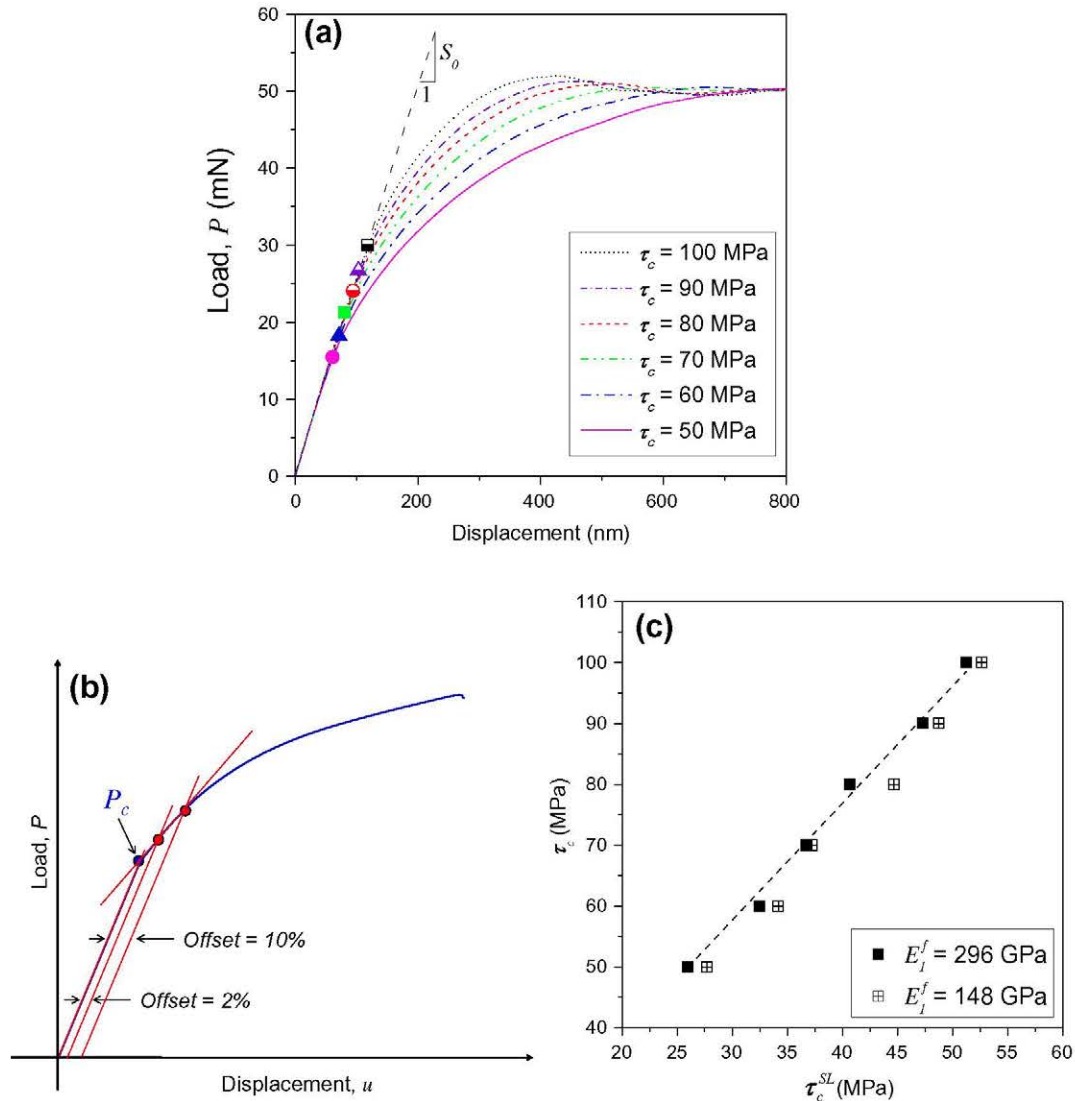 (a)
60
50
40
30
20
10
0
Load, P (mN)
S₀
1
τc = 100 MPa
τc = 90 MPa
τc = 80 MPa
τc = 70 MPa
τc = 60 MPa
τc = 50 MPa
0 200 400 600 800
Displacement (nm)
(b)
Pc
Load, P
Offset = 10%
Offset = 2%
Displacement, u
(c)
110
100
90
80
70
60
50
40
τc (MPa)
E₁ᶠ = 296 GPa
E₁ᶠ = 148 GPa
20 25 30 35 40 45 50 55 60
τc^SL (MPa)